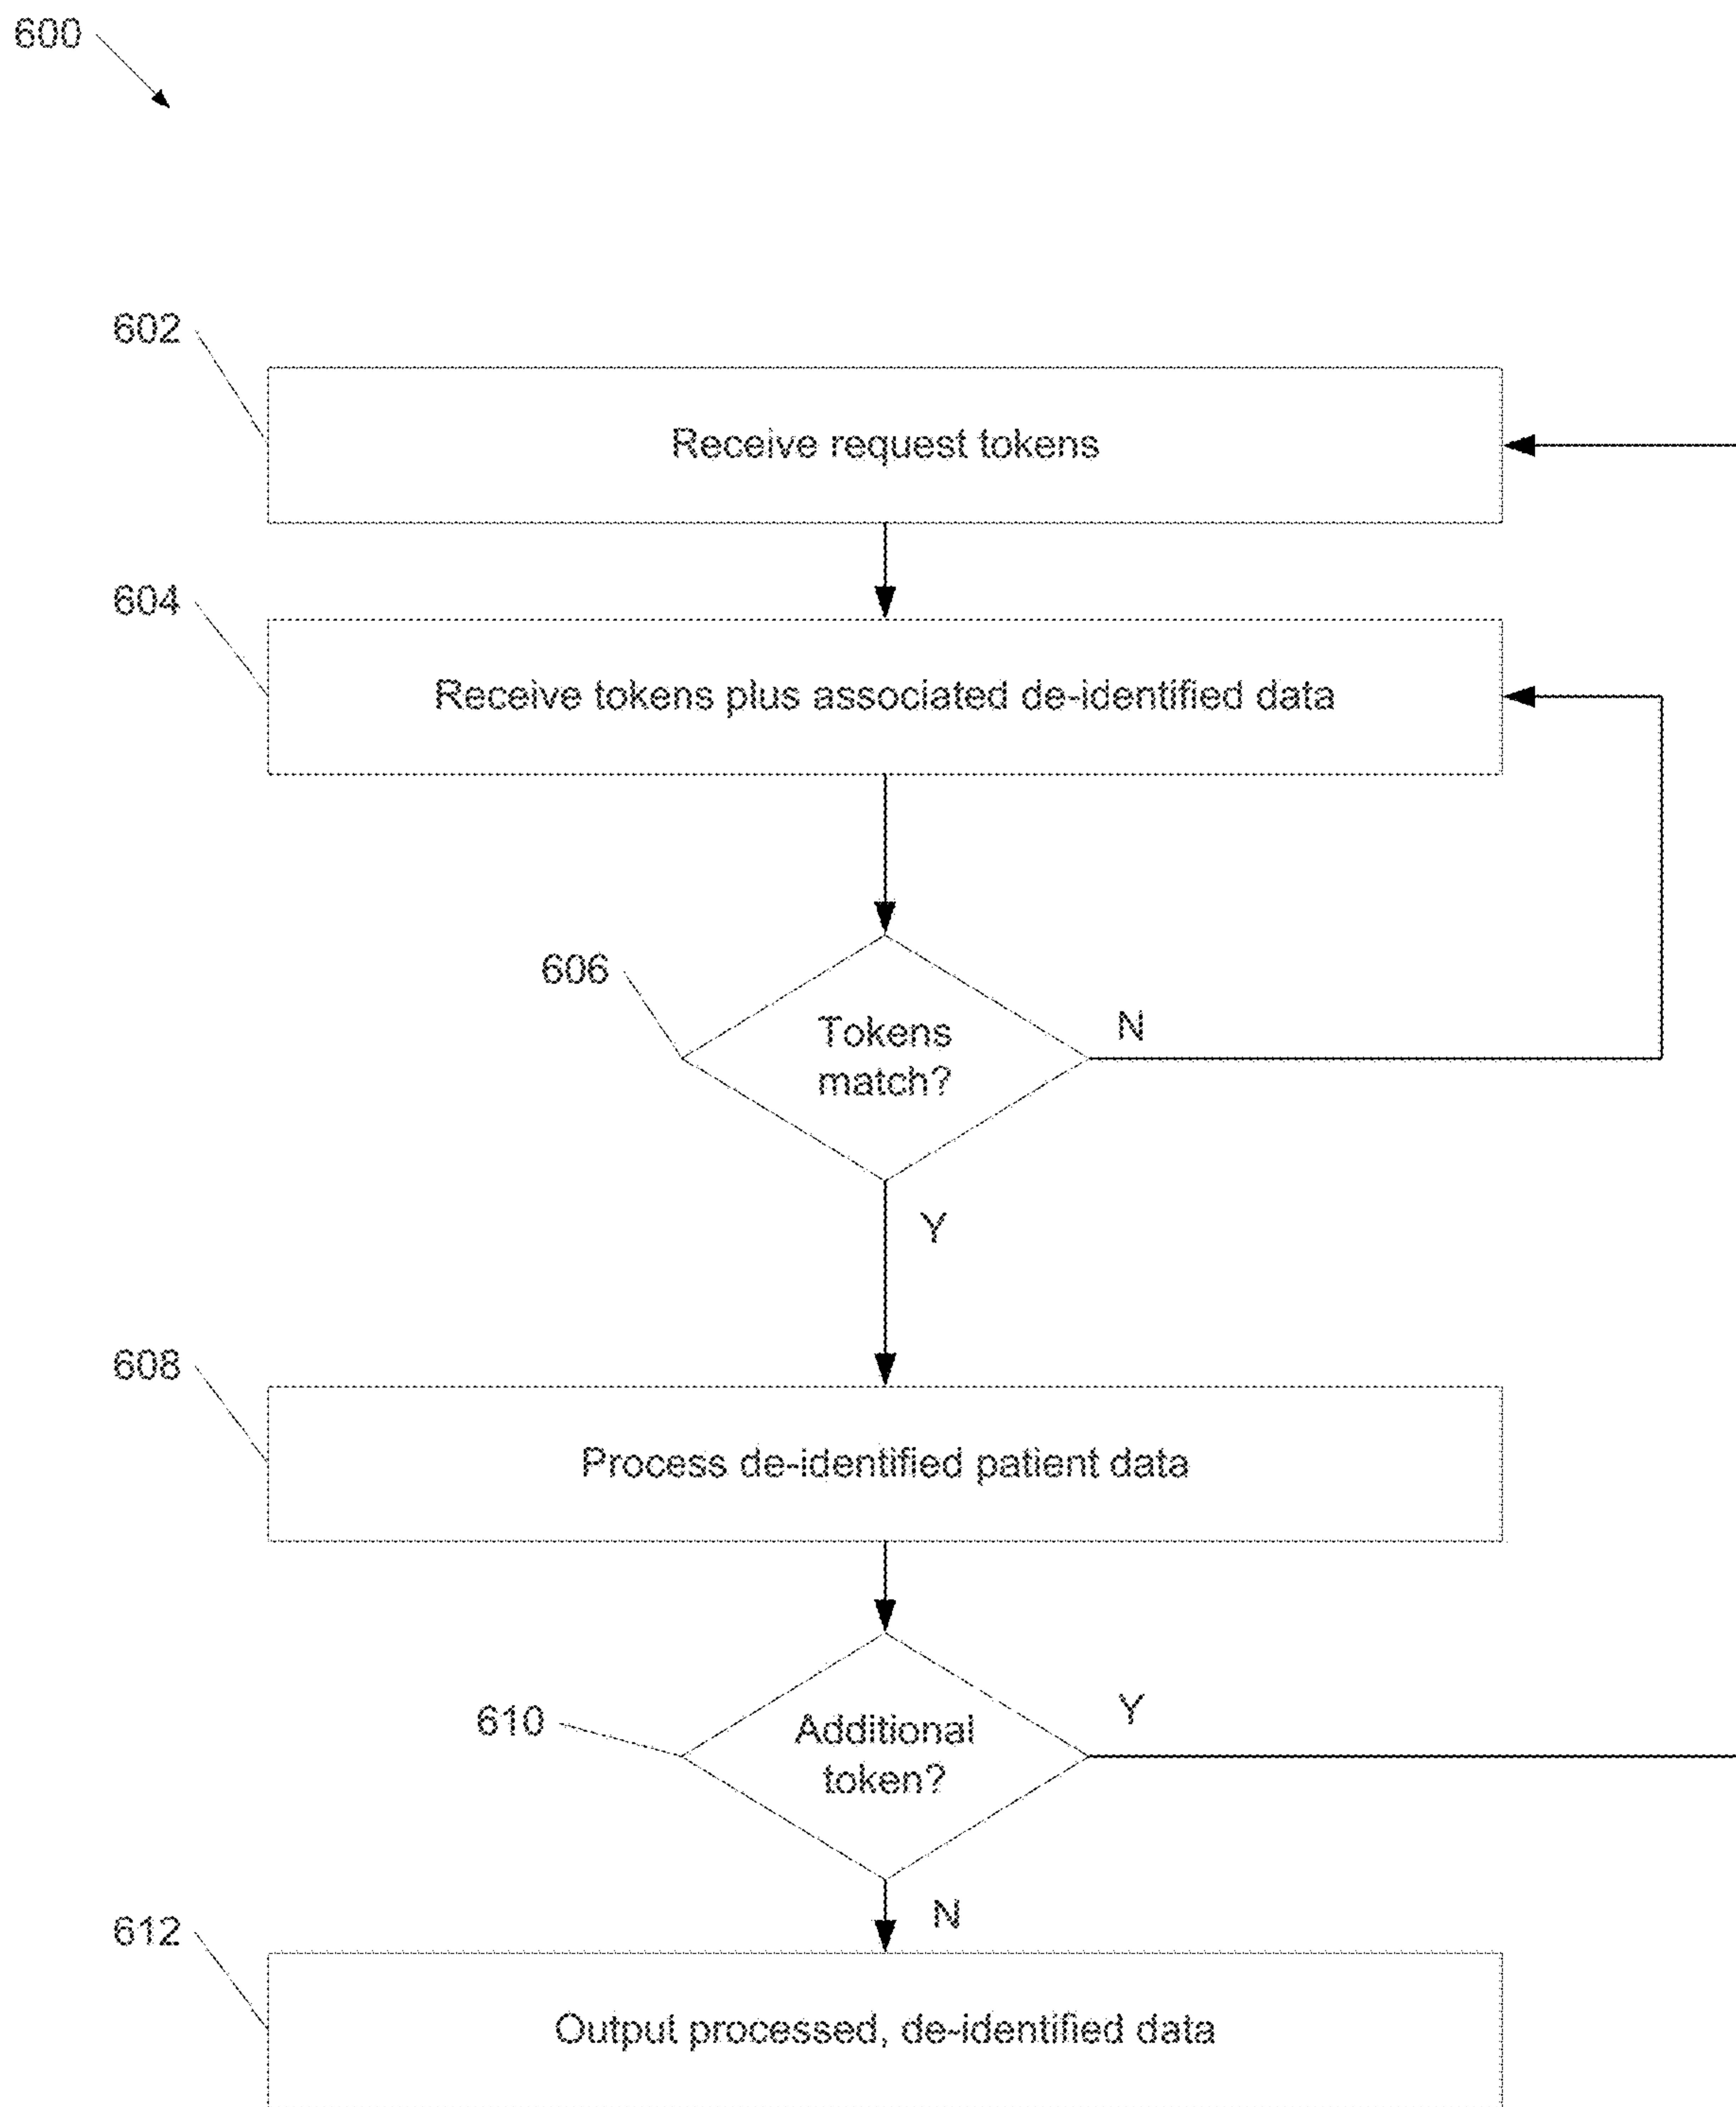 600
602
Receive request tokens
604
Receive tokens plus associated de-identified data
606
Tokens
match?
N
Y
608
Process de-identified patient data
610
Additional
token?
Y
N
612
Output processed, de-identified data